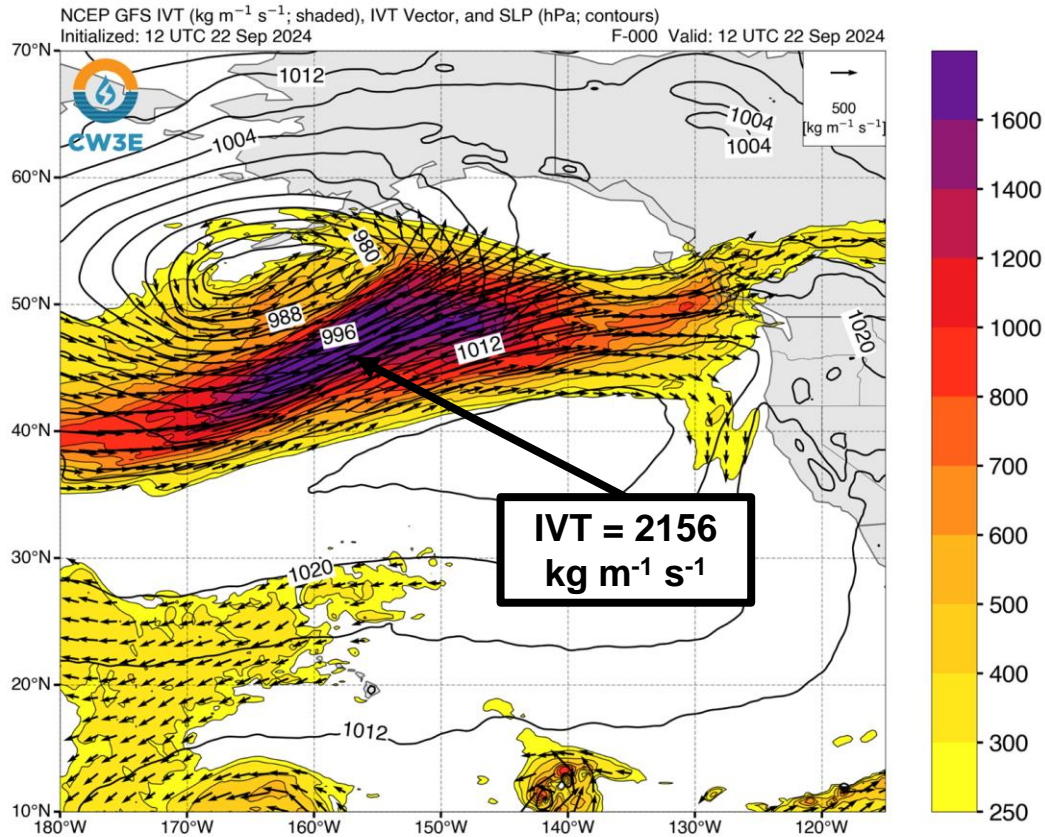 NCEP GFS IVT (kg m⁻¹ s⁻¹; shaded), IVT Vector, and SLP (hPa; contours)
Initialized: 12 UTC 22 Sep 2024 F-000 Valid: 12 UTC 22 Sep 2024
70°N
60°N
50°N
40°N
30°N
20°N
10°N
CW3E
1012
1004
500
[kg m⁻¹ s⁻¹]
1004
1004
980
988
996
1012
1020
IVT = 2156
kg m⁻¹ s⁻¹
1020
1012
180°W 170°W 160°W 150°W 140°W 130°W 120°W
1600
1400
1200
1000
800
700
600
500
400
300
250